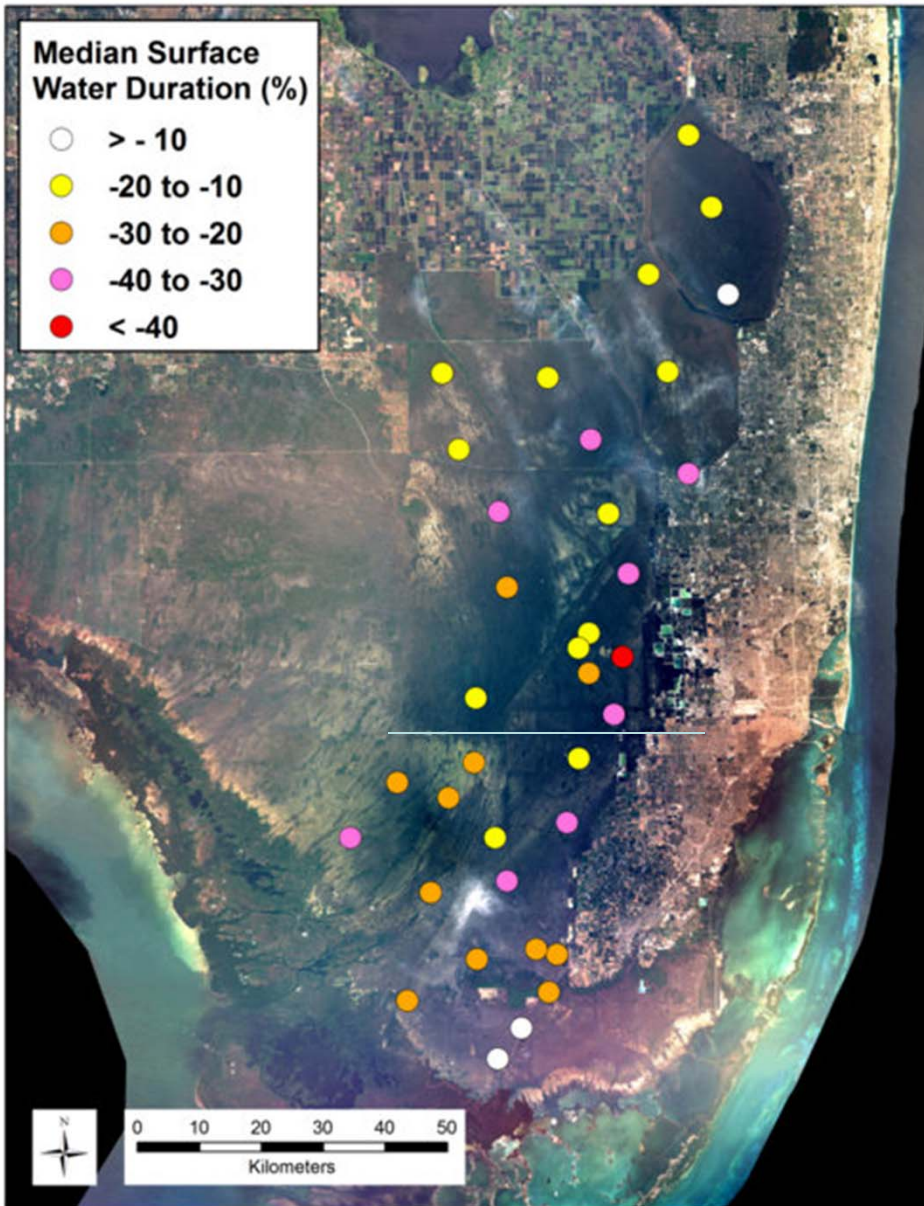 Median Surface
Water Duration (%)
> - 10
-20 to -10
-30 to -20
-40 to -30
< -40
N
0 10 20 30 40 50
Kilometers